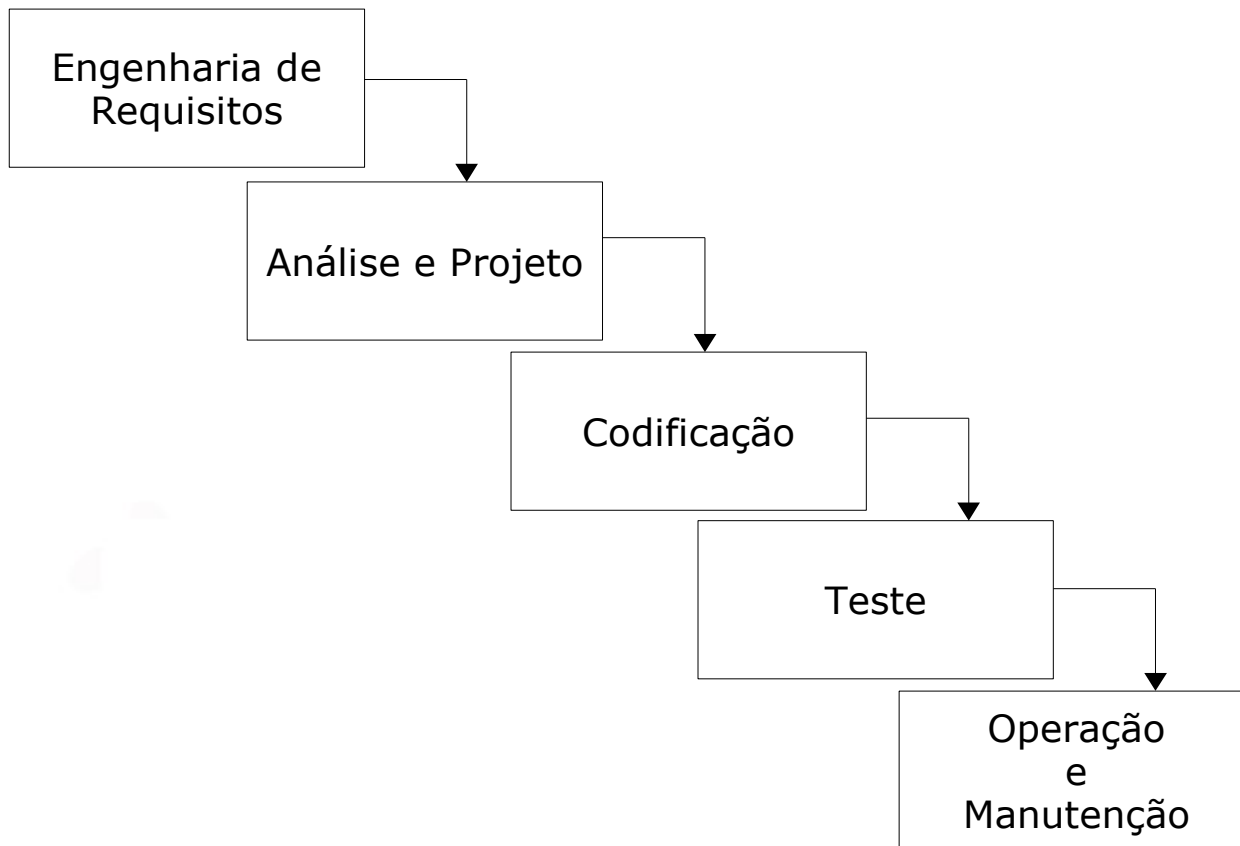 Engenharia de
Requisitos
Análise e Projeto
Codificação
Teste
Operação
e
Manutenção